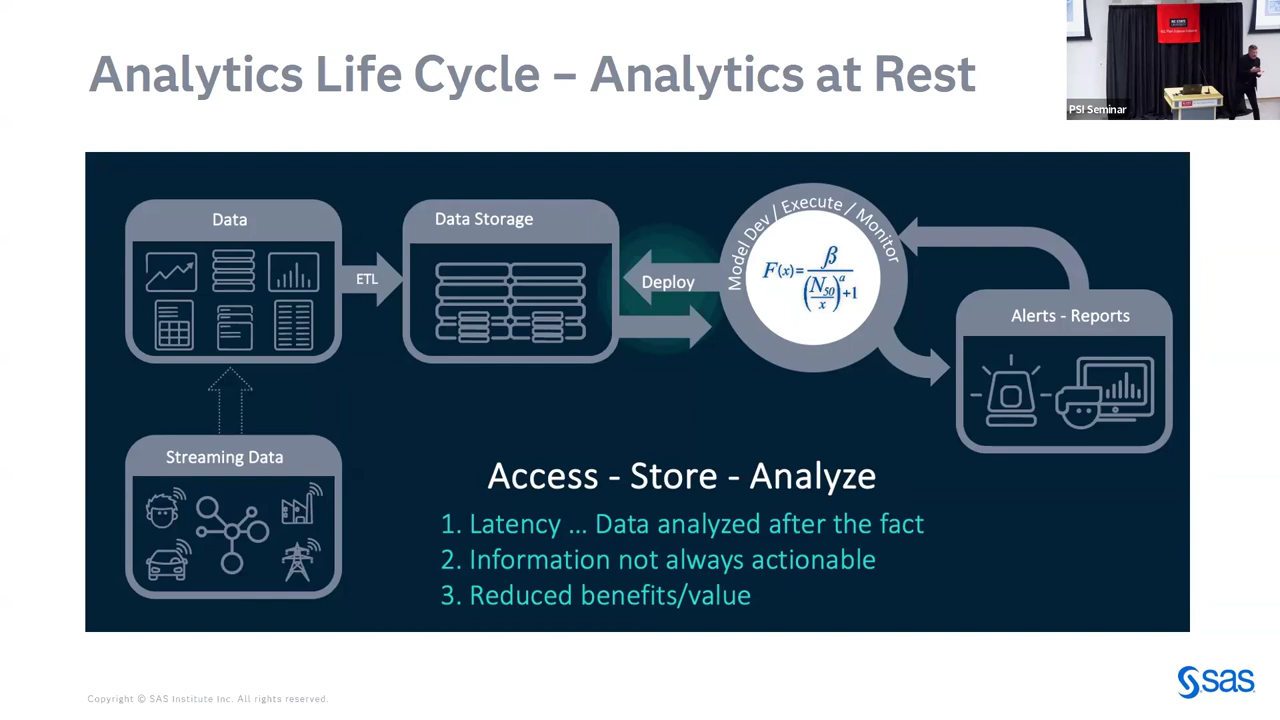 Analytics Life Cycle – Analytics at Rest
PSI Seminar
Data
ETL
Data Storage
Deploy
Model Dev / Execute / Monitor
F(x)= β / ((N50/x)^a +1)
Alerts - Reports
Streaming Data
Access - Store - Analyze
1. Latency ... Data analyzed after the fact
2. Information not always actionable
3. Reduced benefits/value
Copyright © SAS Institute Inc. All rights reserved.
sas